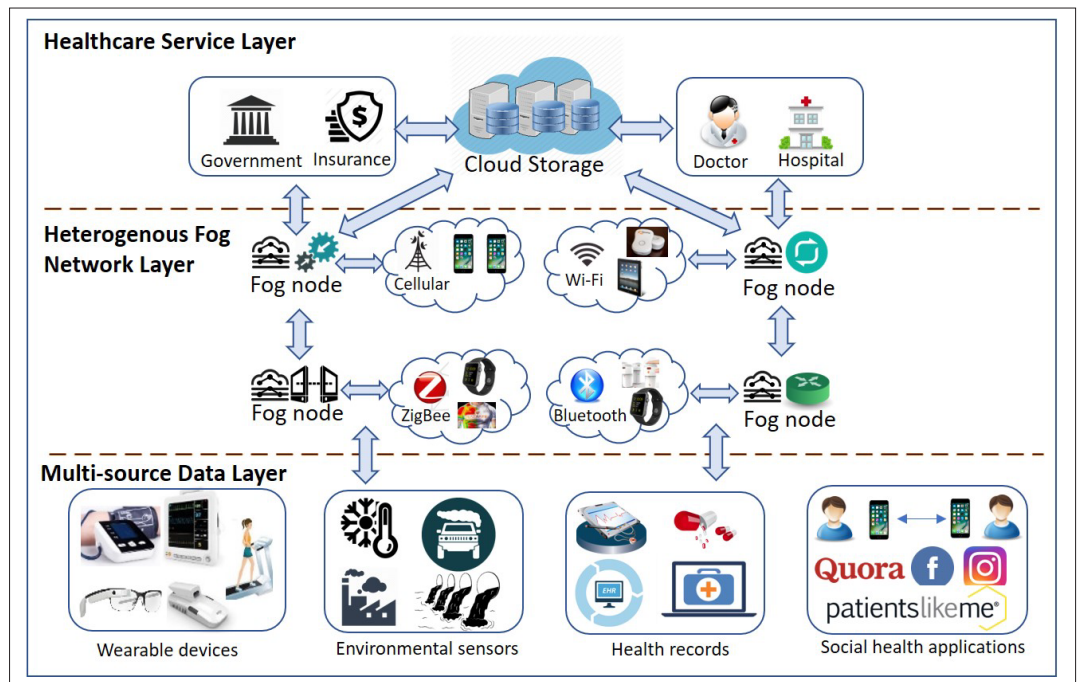 Healthcare Service Layer
Government
Insurance
$
Cloud Storage
Doctor
Hospital
Heterogenous Fog
Network Layer
Fog node
Cellular
Wi-Fi
Fog node
Fog node
ZigBee
Bluetooth
Fog node
Multi-source Data Layer
EHR
Quora
f
patientslikeme®
Wearable devices
Environmental sensors
Health records
Social health applications